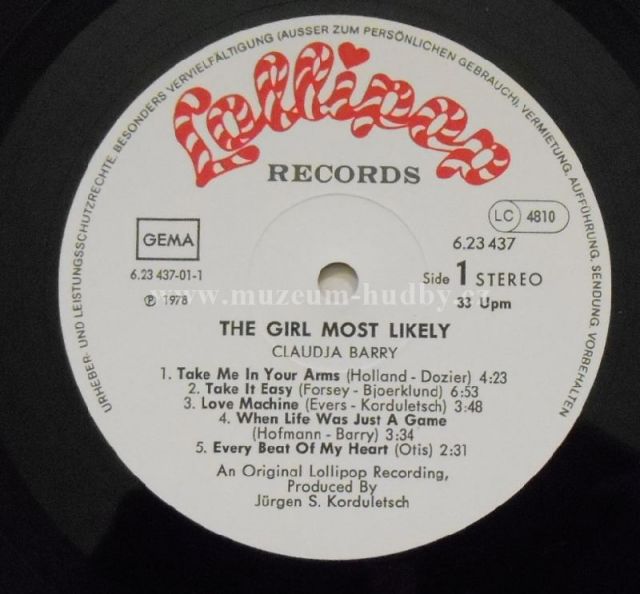 URHEBER- UND LEISTUNGSSCHUTZRECHTE, BESONDERS VERVIELFÄLTIGUNG (AUSSER ZUM PERSÖNLICHEN GEBRAUCH), VERMIETUNG, AUFFÜHRUNG, SENDUNG VORBEHALTEN
Lollipop
RECORDS
LC 4810
GEMA
6.23 437
6.23 437-01-1
Side 1 STEREO
℗ 1978
33 Upm
www.muzeum-hudby.cz
THE GIRL MOST LIKELY
CLAUDJA BARRY
1. Take Me In Your Arms (Holland - Dozier) 4:23
2. Take It Easy (Forsey - Bjoerklund) 6:53
3. Love Machine (Evers - Korduletsch) 3:48
4. When Life Was Just A Game
(Hofmann - Barry) 3:34
5. Every Beat Of My Heart (Otis) 2:31
An Original Lollipop Recording,
Produced By
Jürgen S. Korduletsch